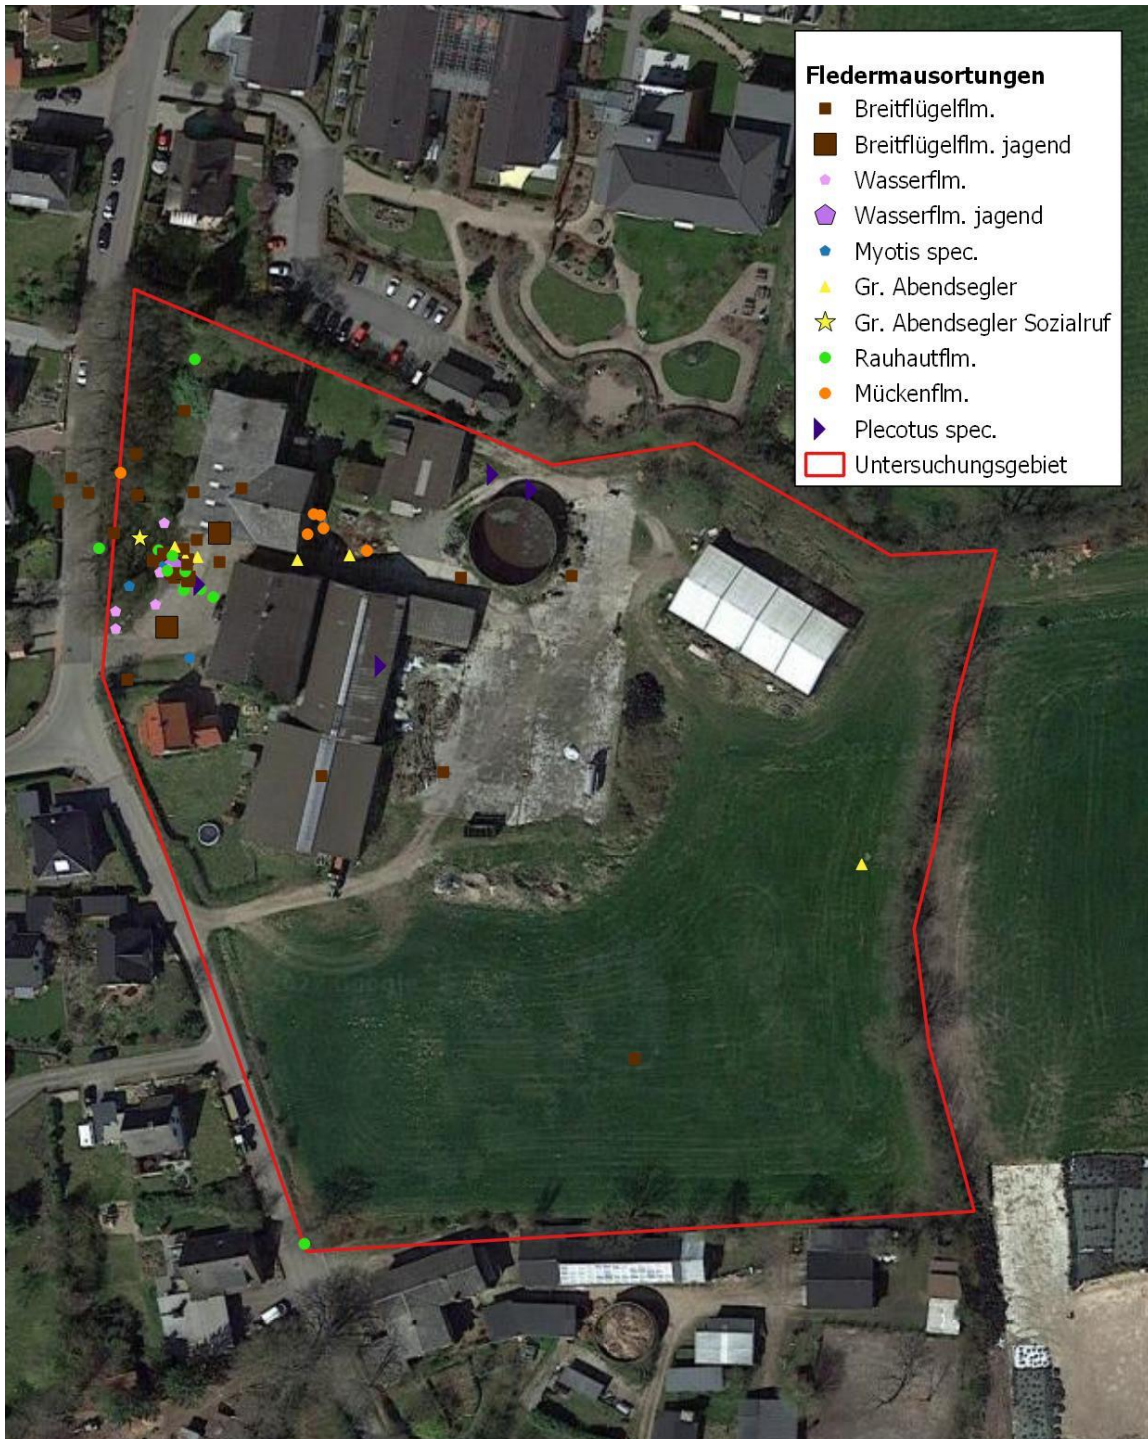 Fledermausortungen
Breitflügelflm.
Breitflügelflm. jagend
Wasserflm.
Wasserflm. jagend
Myotis spec.
Gr. Abendsegler
Gr. Abendsegler Sozialruf
Rauhautflm.
Mückenflm.
Plecotus spec.
Untersuchungsgebiet